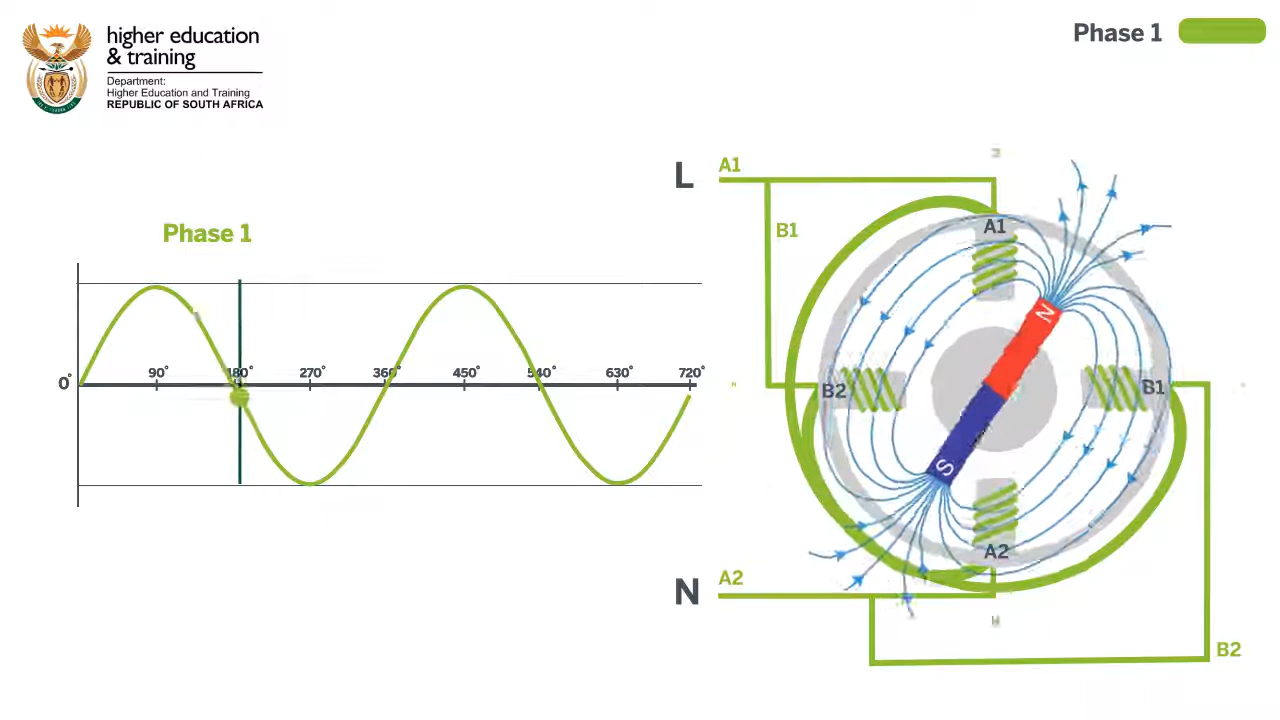 higher education
& training
Department:
Higher Education and Training
REPUBLIC OF SOUTH AFRICA
Phase 1
L
A1
B1
A1
Phase 1
N
0°
90°
180°
270°
360°
450°
540°
630°
720°
B2
B1
S
A2
N
A2
B2